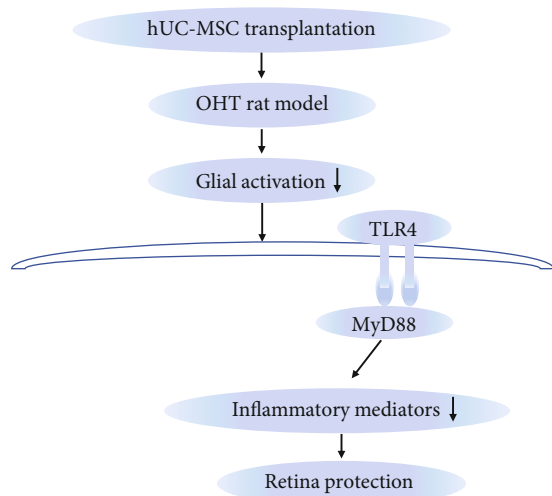 hUC-MSC transplantation
OHT rat model
Glial activation
TLR4
MyD88
Inflammatory mediators
Retina protection